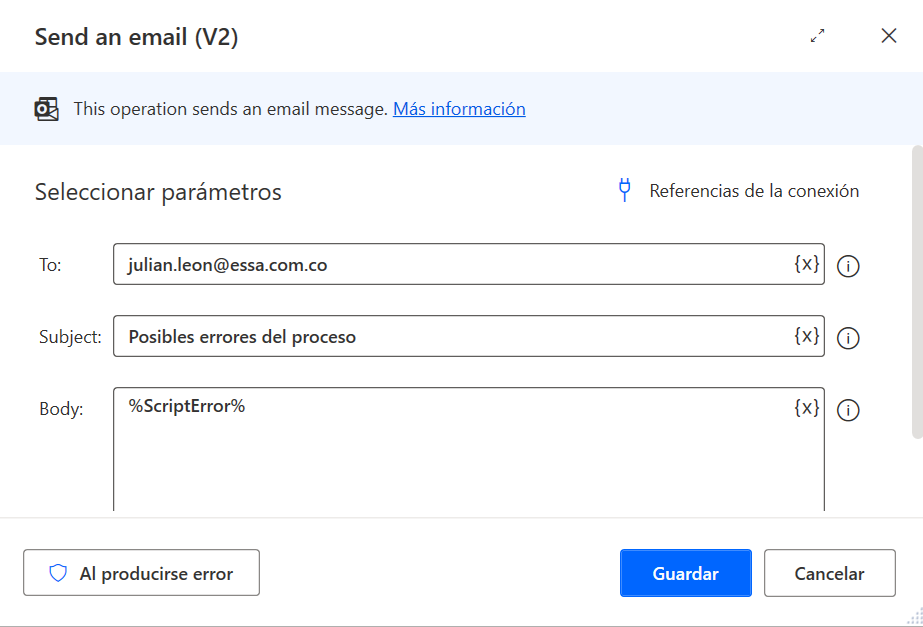 Send an email (V2)
This operation sends an email message. Más información
Seleccionar parámetros
Referencias de la conexión
To:
julian.leon@essa.com.co
{x}
Subject:
Posibles errores del proceso
{x}
Body:
%ScriptError%
{x}
Al producirse error
Guardar
Cancelar